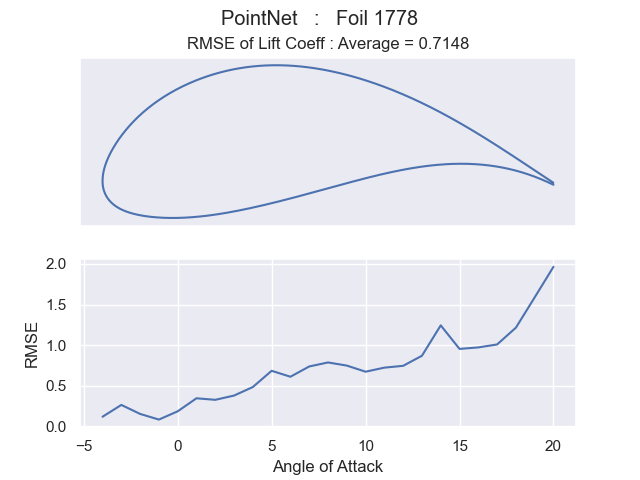 PointNet   :   Foil 1778
RMSE of Lift Coeff : Average = 0.7148
2.0
1.5
1.0
0.5
0.0
RMSE
−5
0
5
10
15
20
Angle of Attack